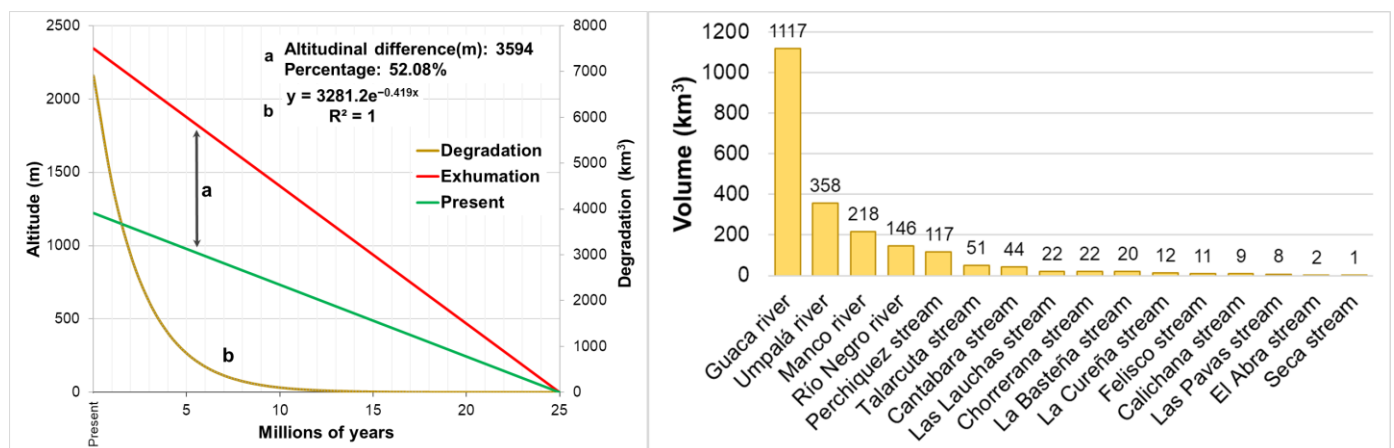 2500
2000
1500
1000
500
0
Altitude (m)
8000
7000
6000
5000
4000
3000
2000
1000
0
Degradation (km³)
a Altitudinal difference(m): 3594
Percentage: 52.08%
b y = 3281.2e⁻⁰·⁴¹⁹ˣ
R² = 1
Degradation
Exhumation
Present
a
b
Present 5 10 15 20 25
Millions of years
Volume (km³)
1200
1000
800
600
400
200
0
1117 358 218 146 117 51 44 22 22 20 12 11 9 8 2 1
Guaca river
Umpalá river
Manco river
Río Negro river
Perchiquez stream
Talarcuta stream
Cantabara stream
Las Lauchas stream
Chorrerana stream
La Basteña stream
La Cureña stream
Felisco stream
Calichana stream
Las Pavas stream
El Abra stream
Seca stream